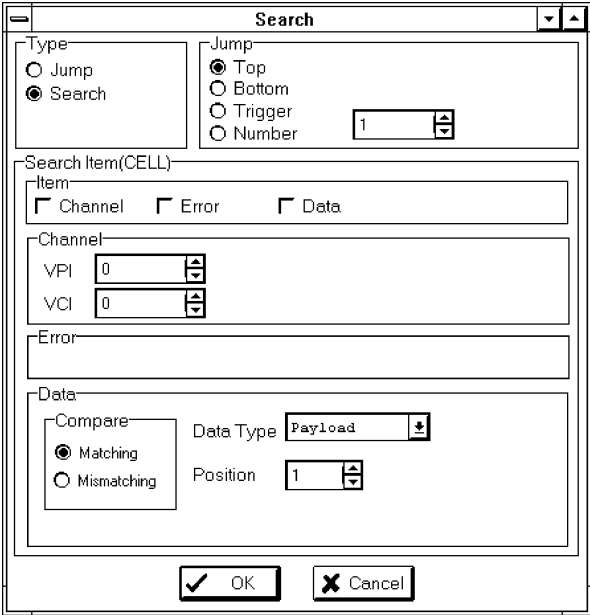 Search
Type
Jump
Search
Jump
Top
Bottom
Trigger
Number
1
Search Item(CELL)
Item
Channel Error Data
Channel
VPI 0
VCI 0
Error
Data
Compare
Matching
Mismatching
Data Type Payload
Position 1
OK Cancel